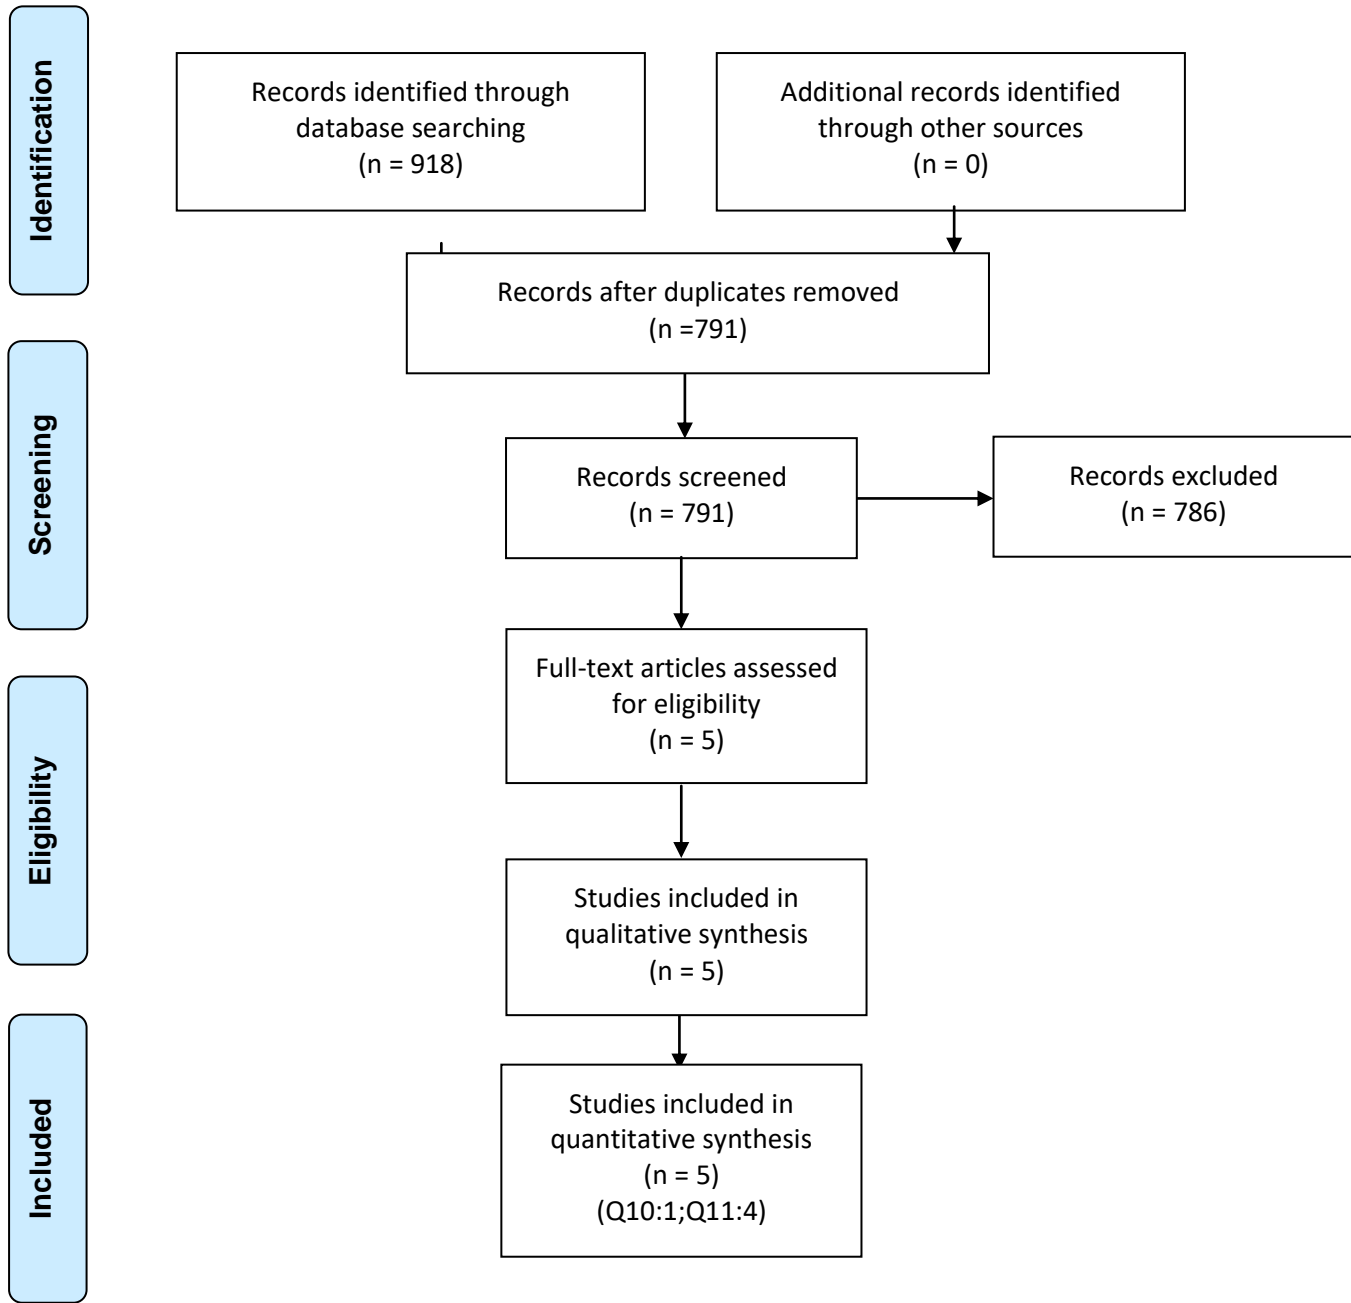 Identification
Records identified through
database searching
(n = 918)
Additional records identified
through other sources
(n = 0)
Records after duplicates removed
(n =791)
Screening
Records screened
(n = 791)
Records excluded
(n = 786)
Eligibility
Full-text articles assessed
for eligibility
(n = 5)
Studies included in
qualitative synthesis
(n = 5)
Included
Studies included in
quantitative synthesis
(n = 5)
(Q10:1;Q11:4)